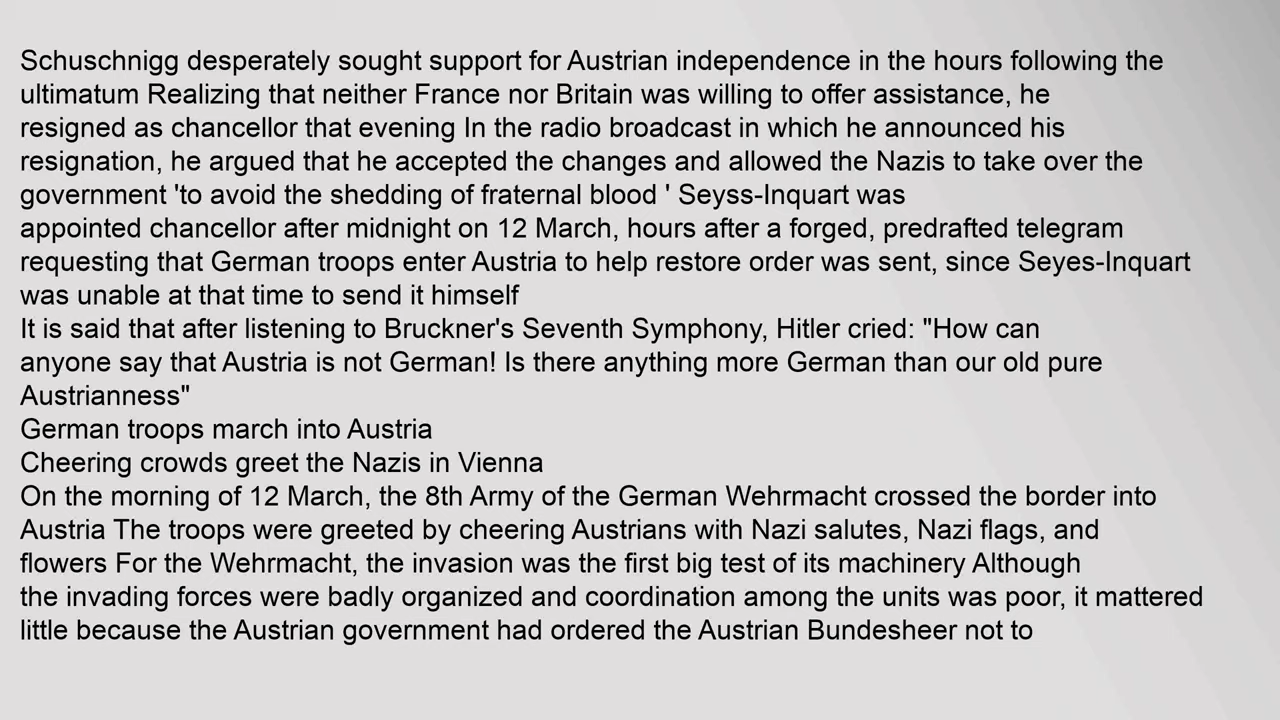 Schuschnigg desperately sought support for Austrian independence in the hours following the
ultimatum Realizing that neither France nor Britain was willing to offer assistance, he
resigned as chancellor that evening In the radio broadcast in which he announced his
resignation, he argued that he accepted the changes and allowed the Nazis to take over the
government 'to avoid the shedding of fraternal blood ' Seyss-Inquart was
appointed chancellor after midnight on 12 March, hours after a forged, predrafted telegram
requesting that German troops enter Austria to help restore order was sent, since Seyes-Inquart
was unable at that time to send it himself
It is said that after listening to Bruckner's Seventh Symphony, Hitler cried: "How can
anyone say that Austria is not German! Is there anything more German than our old pure
Austrianness"
German troops march into Austria
Cheering crowds greet the Nazis in Vienna
On the morning of 12 March, the 8th Army of the German Wehrmacht crossed the border into
Austria The troops were greeted by cheering Austrians with Nazi salutes, Nazi flags, and
flowers For the Wehrmacht, the invasion was the first big test of its machinery Although
the invading forces were badly organized and coordination among the units was poor, it mattered
little because the Austrian government had ordered the Austrian Bundesheer not to